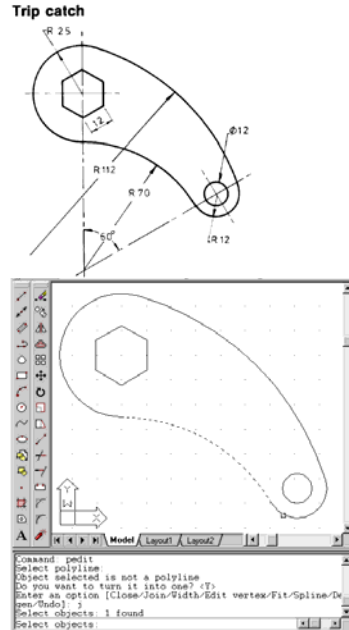 Trip catch
R 25
12
Ø12
R 112
R 70
60°
R 12
A
Y
W
X
Model
Layout1
Layout2
Command: pedit
Select polyline:
Object selected is not a polyline
Do you want to turn it into one? <Y>
Enter an option [Close/Join/Width/Edit vertex/Fit/Spline/De
gen/Undo]: j
Select objects: 1 found
Select objects: